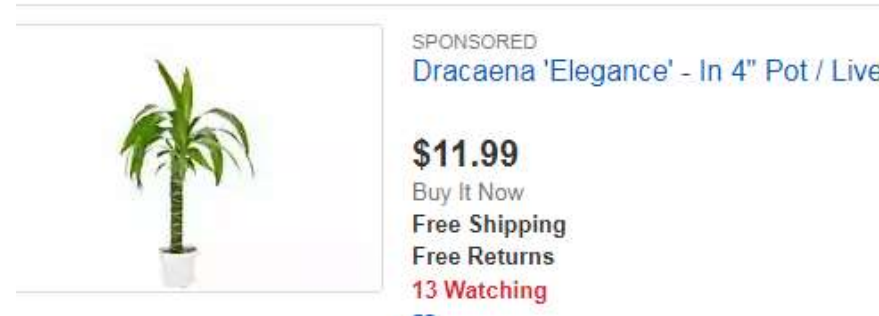 SPONSORED
Dracaena 'Elegance' - In 4" Pot / Live
$11.99
Buy It Now
Free Shipping
Free Returns
13 Watching